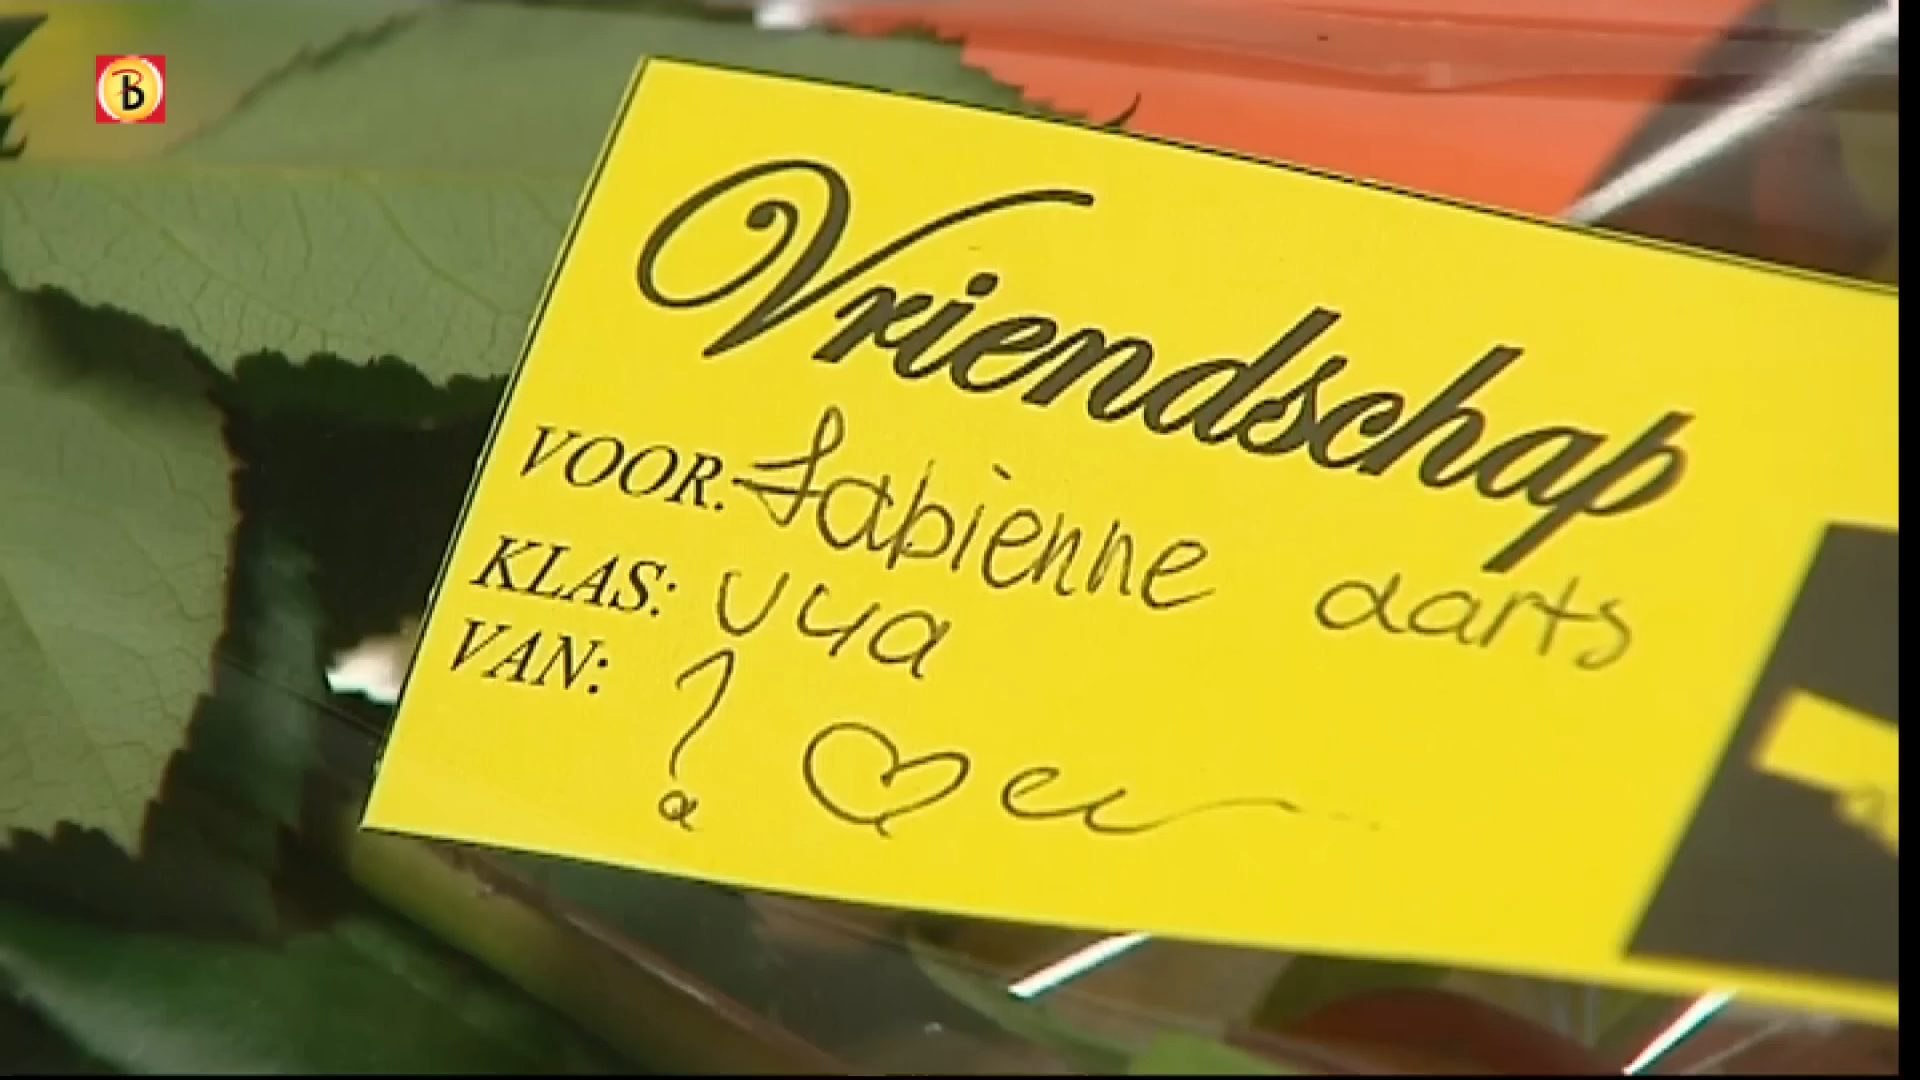 B
Vriendschap
VOOR: Fabienne aarts
KLAS: V4a
VAN: ?